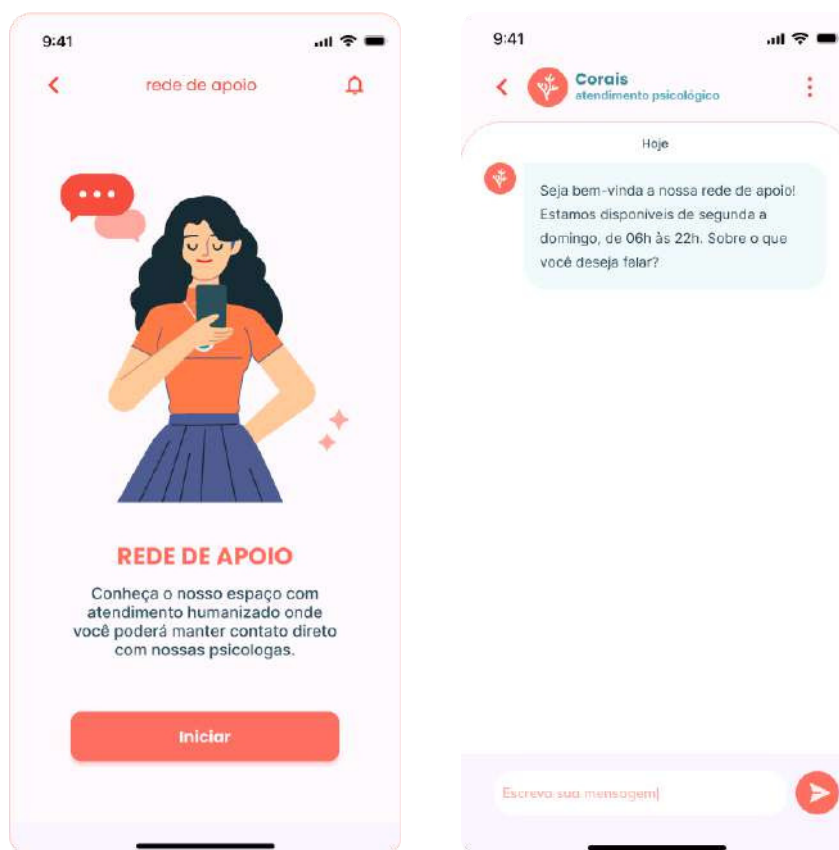 9:41
rede de apoio
REDE DE APOIO
Conheça o nosso espaço com
atendimento humanizado onde
você poderá manter contato direto
com nossas psicologas.
Iniciar
9:41
Corais
atendimento psicológico
Hoje
Seja bem-vinda a nossa rede de apoio!
Estamos disponíveis de segunda a
domingo, de 06h às 22h. Sobre o que
você deseja falar?
Escreva sua mensagem